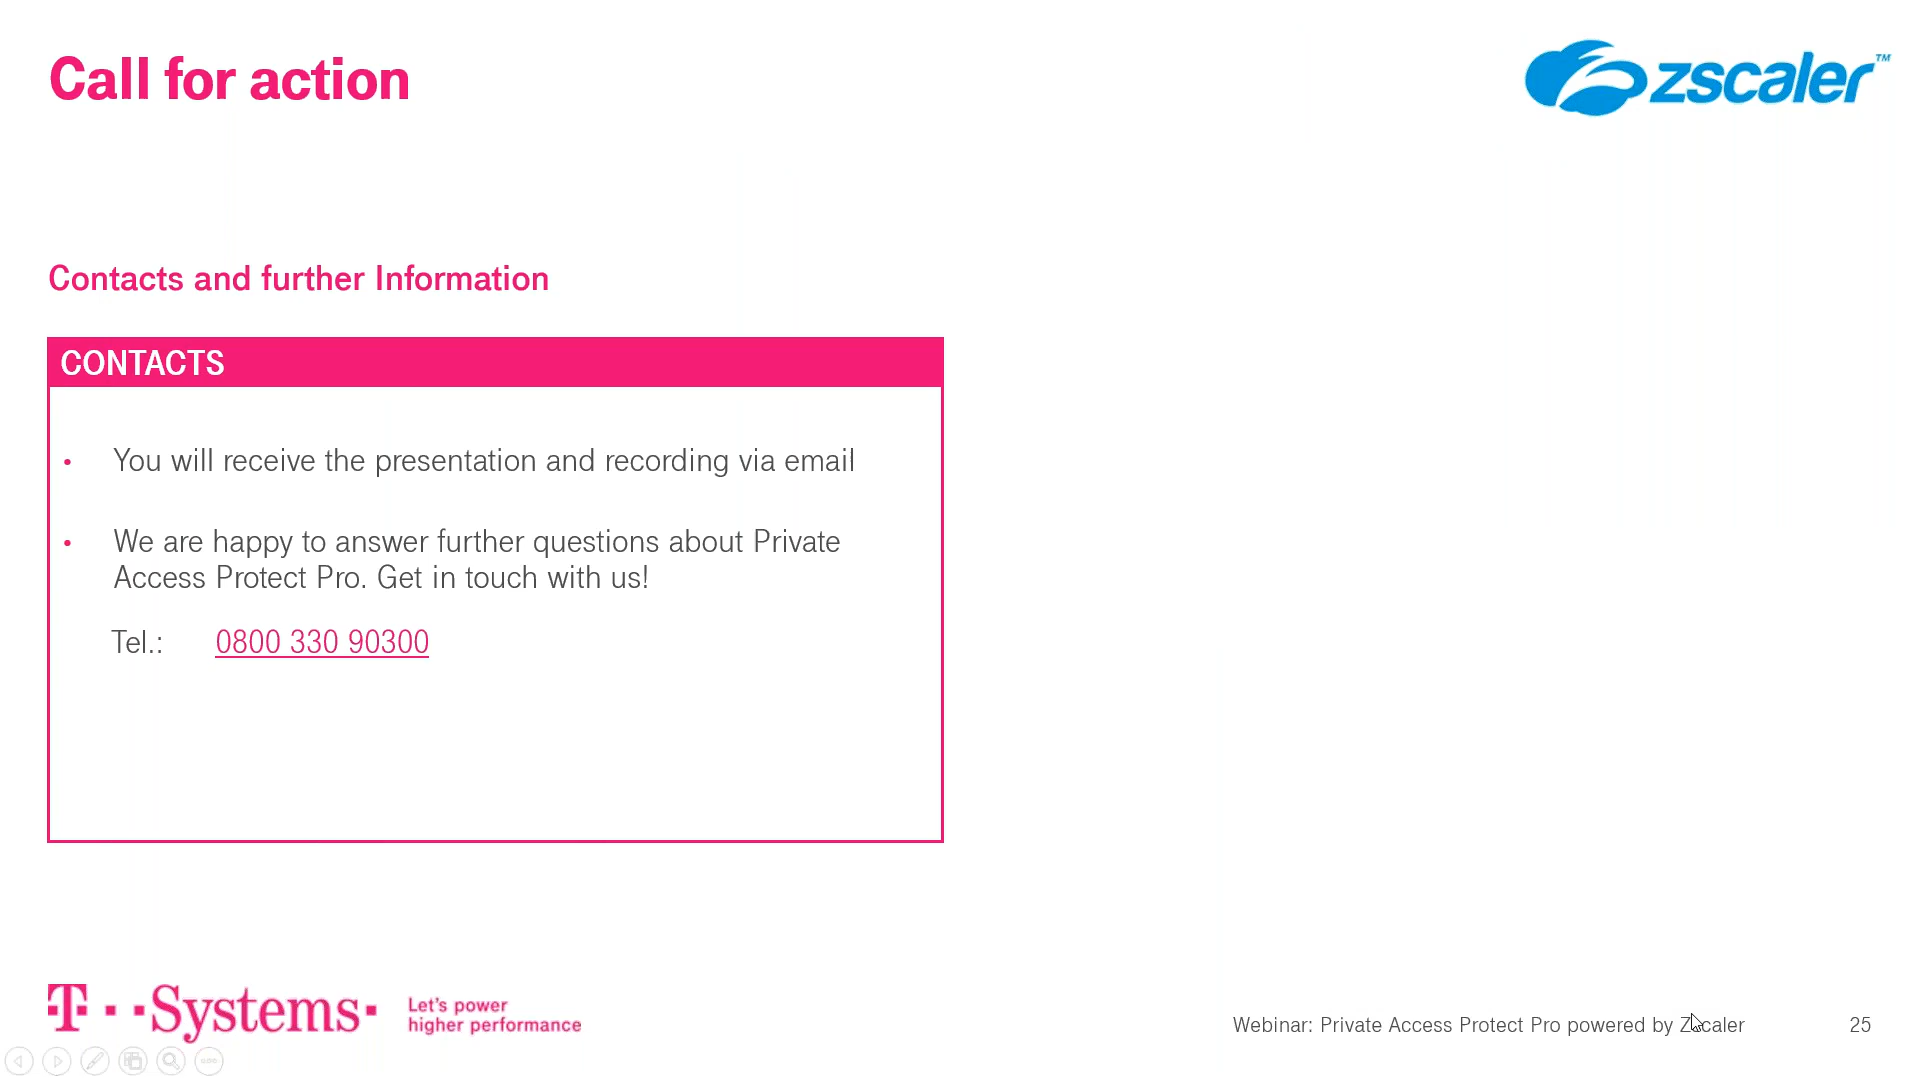 Call for action
zscaler™
Contacts and further Information
CONTACTS
• You will receive the presentation and recording via email
• We are happy to answer further questions about Private
Access Protect Pro. Get in touch with us!
Tel.: 0800 330 90300
T··Systems·
Let's power
higher performance
Webinar: Private Access Protect Pro powered by Zscaler
25